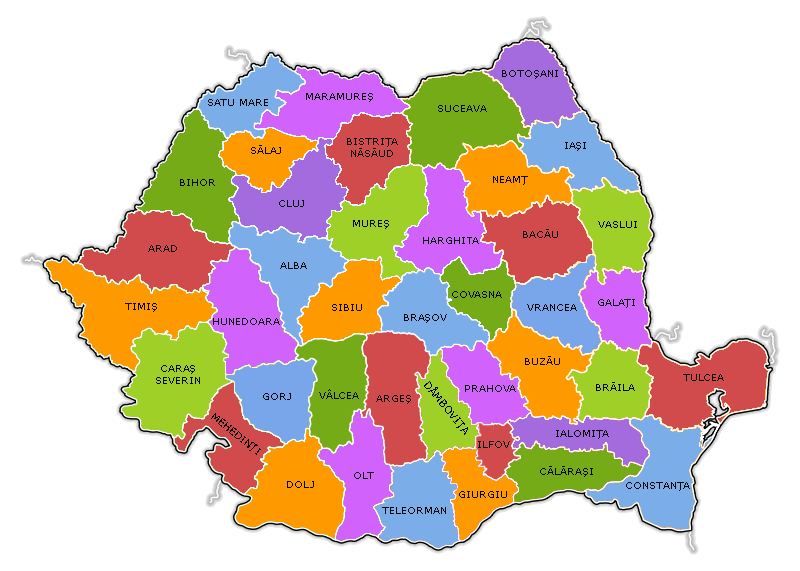 BOTOŞANI
SATU MARE
MARAMUREŞ
SUCEAVA
BISTRIŢA
NĂSĂUD
IAŞI
SĂLAJ
NEAMŢ
BIHOR
CLUJ
MUREŞ
VASLUI
HARGHITA
BACĂU
ARAD
ALBA
COVASNA
GALAŢI
TIMIŞ
SIBIU
VRANCEA
HUNEDOARA
BRAŞOV
BUZĂU
CARAŞ
SEVERIN
TULCEA
PRAHOVA
BRĂILA
GORJ
VÂLCEA
ARGEŞ
DÂMBOVIŢA
MEHEDINŢI
IALOMIŢA
ILFOV
CĂLĂRAŞI
OLT
DOLJ
CONSTANŢA
GIURGIU
TELEORMAN